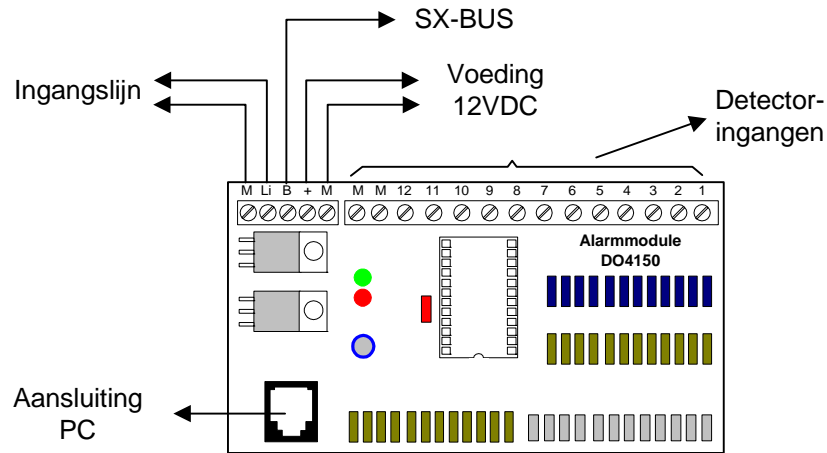 SX-BUS
Ingangslijn
Voeding
12VDC
Detector-
ingangen
M Li B + M M M 12 11 10 9 8 7 6 5 4 3 2 1
Alarmmodule
DO4150
Aansluiting
PC